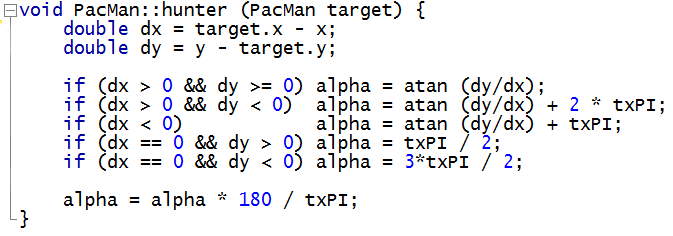 void PacMan::hunter (PacMan target) {
    double dx = target.x - x;
    double dy = y - target.y;

    if (dx > 0 && dy >= 0) alpha = atan (dy/dx);
    if (dx > 0 && dy < 0)  alpha = atan (dy/dx) + 2 * txPI;
    if (dx < 0)            alpha = atan (dy/dx) + txPI;
    if (dx == 0 && dy > 0) alpha = txPI / 2;
    if (dx == 0 && dy < 0) alpha = 3*txPI / 2;

    alpha = alpha * 180 / txPI;
}